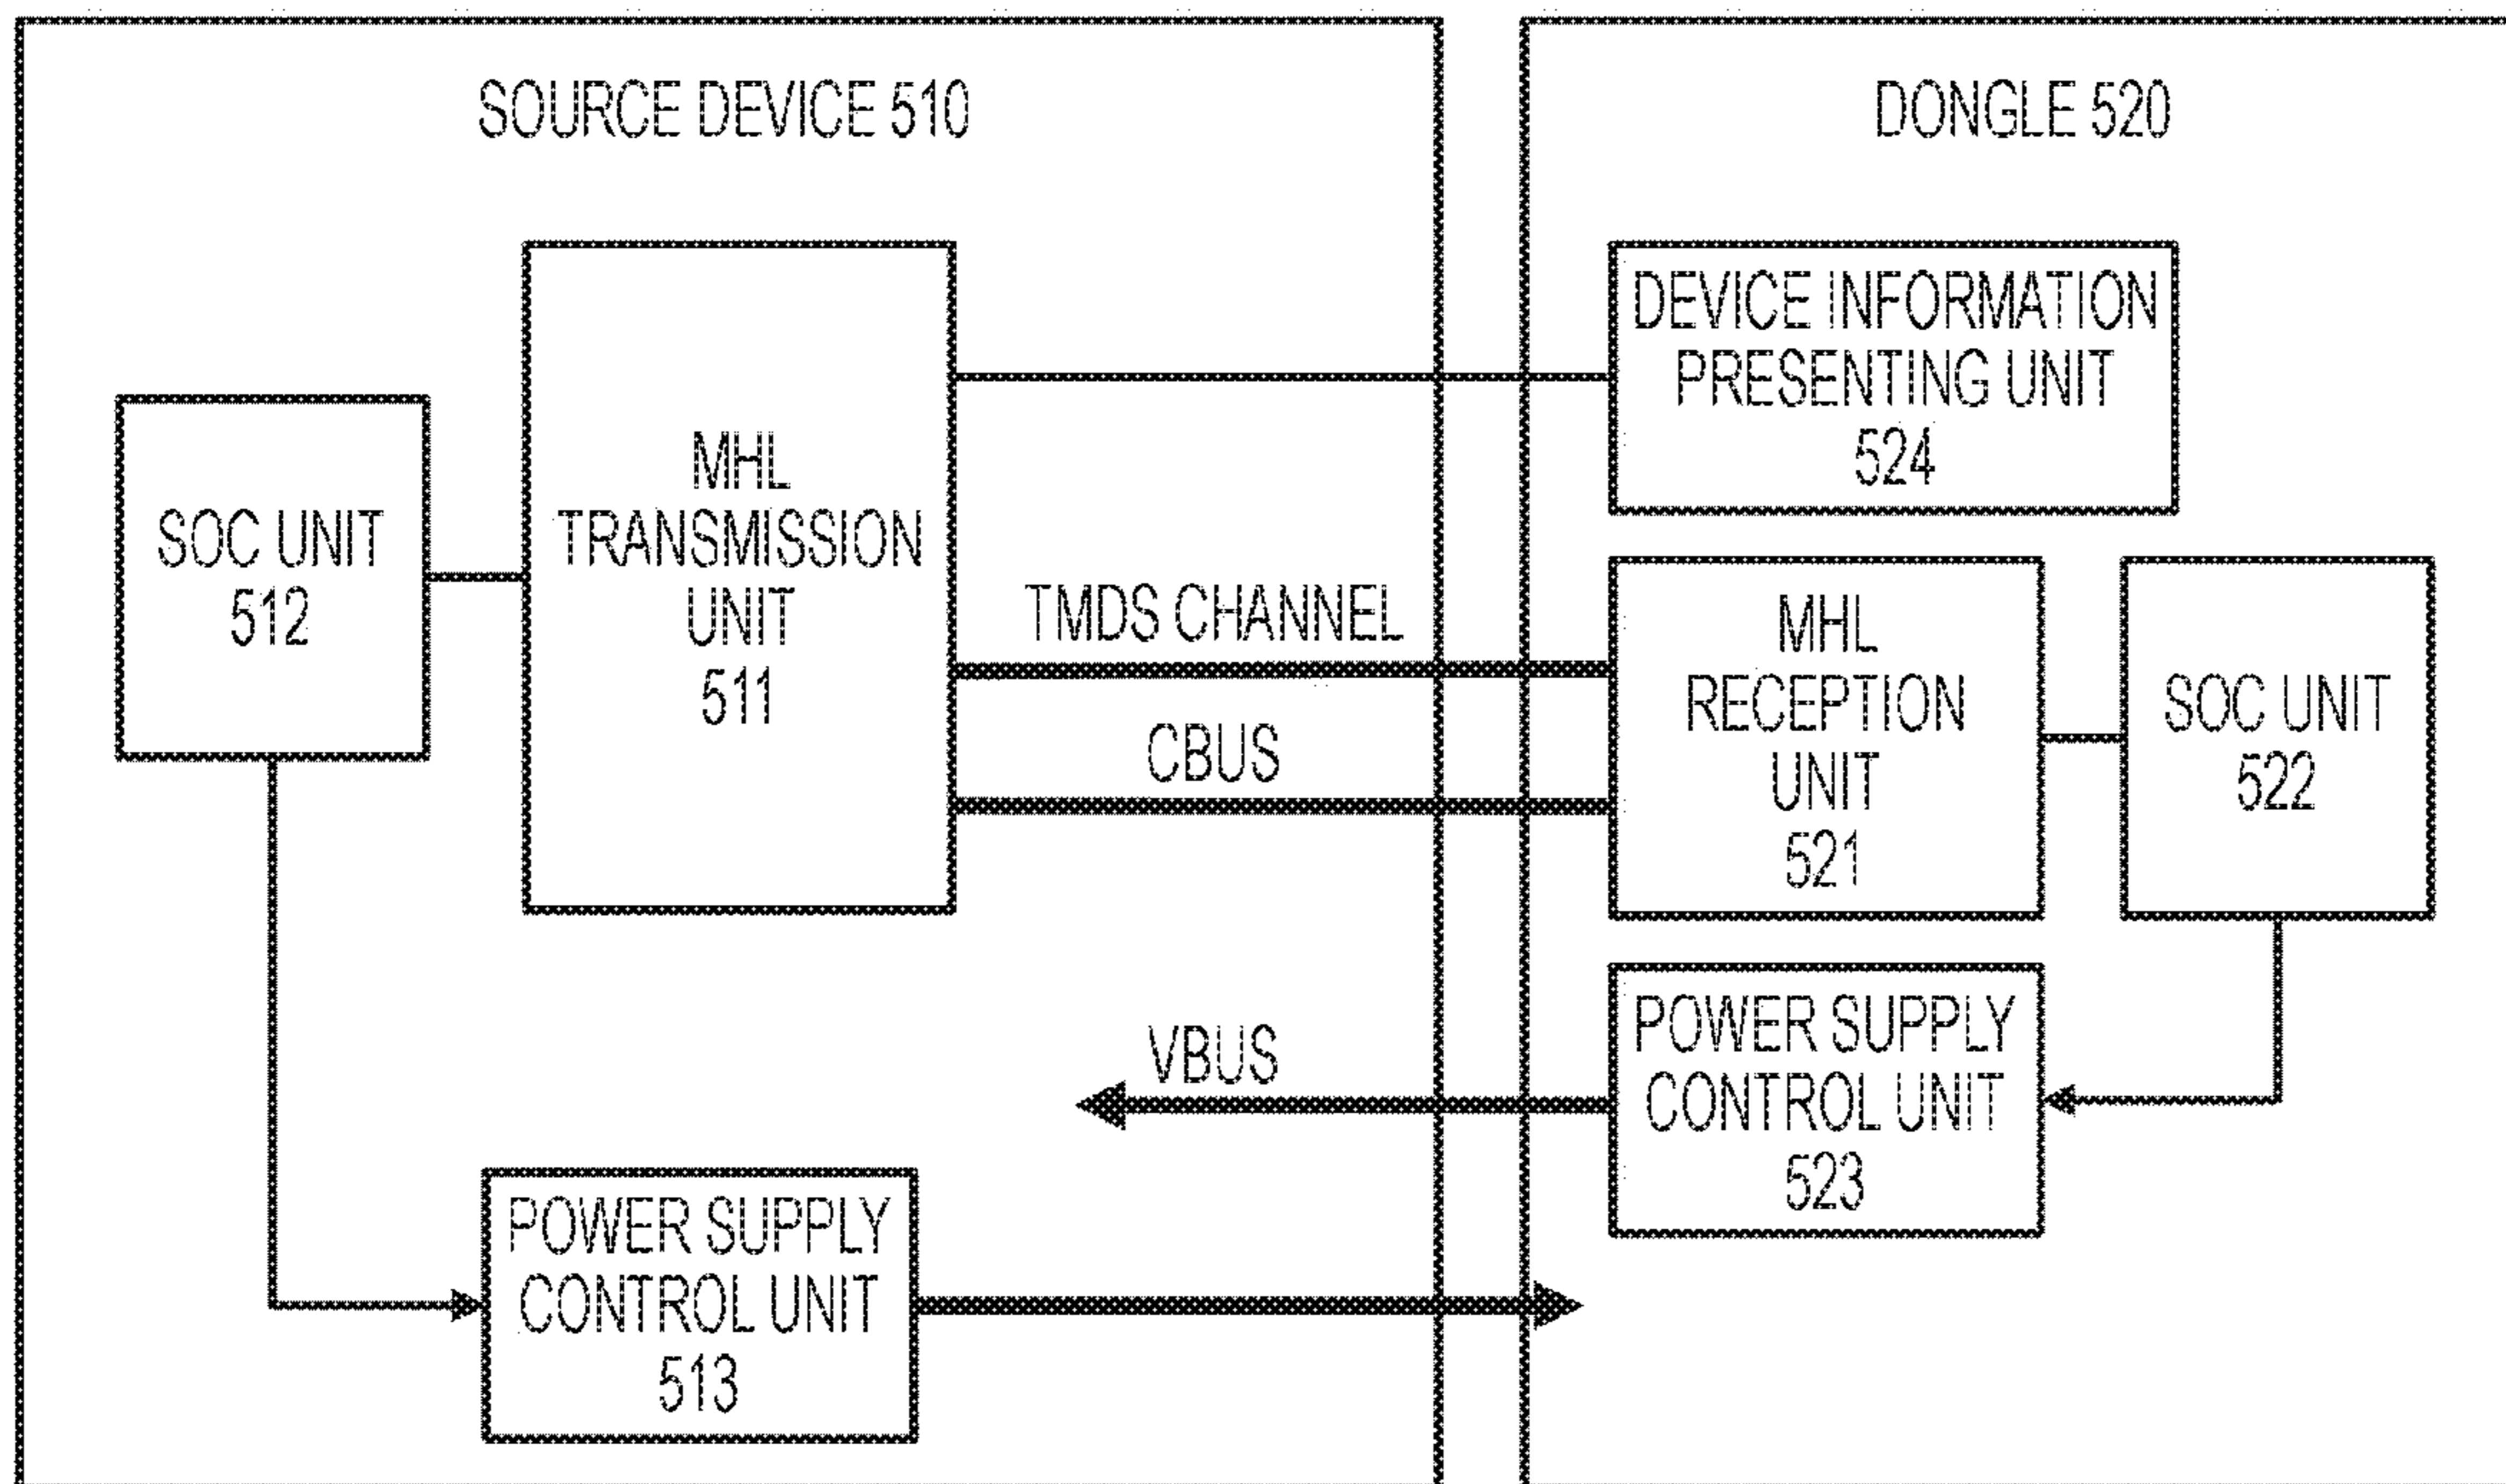 SOURCE DEVICE 510
DONGLE 520
DEVICE INFORMATION
PRESENTING UNIT
524
MHL
TRANSMISSION
UNIT
511
SOC UNIT
512
TMDS CHANNEL
CBUS
MHL
RECEPTION
UNIT
521
SOC UNIT
522
VBUS
POWER SUPPLY
CONTROL UNIT
523
POWER SUPPLY
CONTROL UNIT
513